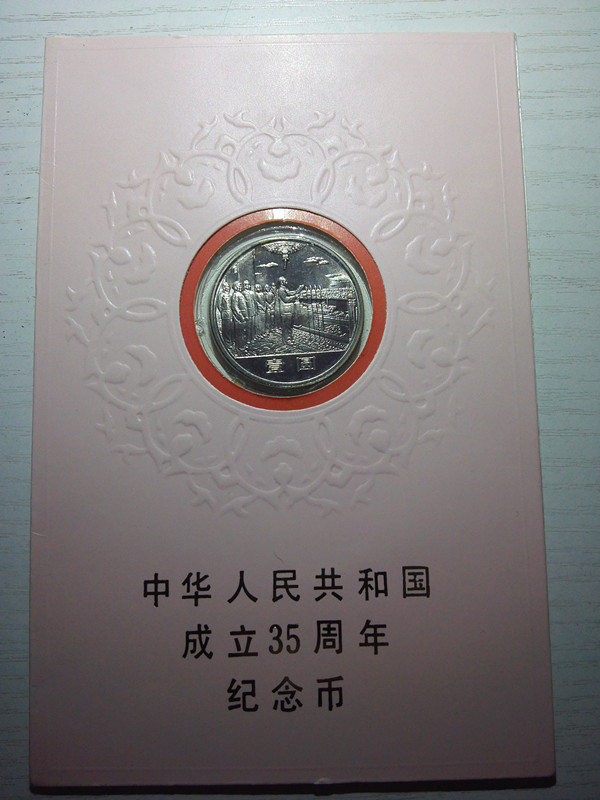 壹圆
中华人民共和国
成立35周年
纪念币